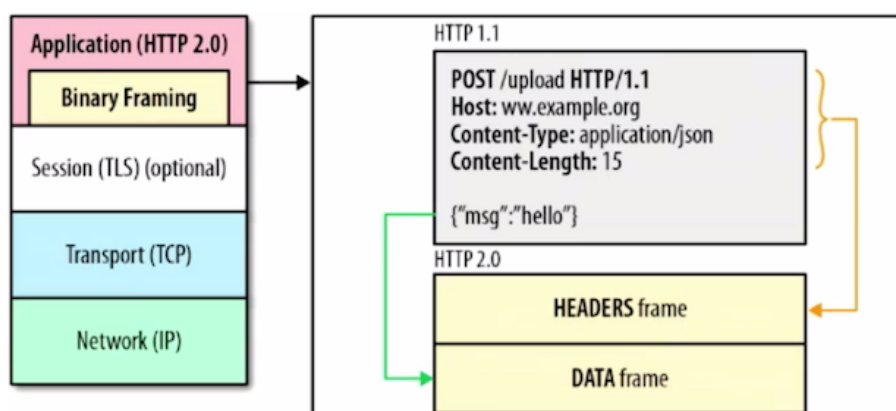 Application (HTTP 2.0)
Binary Framing
Session (TLS) (optional)
Transport (TCP)
Network (IP)
HTTP 1.1
POST /upload HTTP/1.1
Host: ww.example.org
Content-Type: application/json
Content-Length: 15
{"msg":"hello"}
HTTP 2.0
HEADERS frame
DATA frame